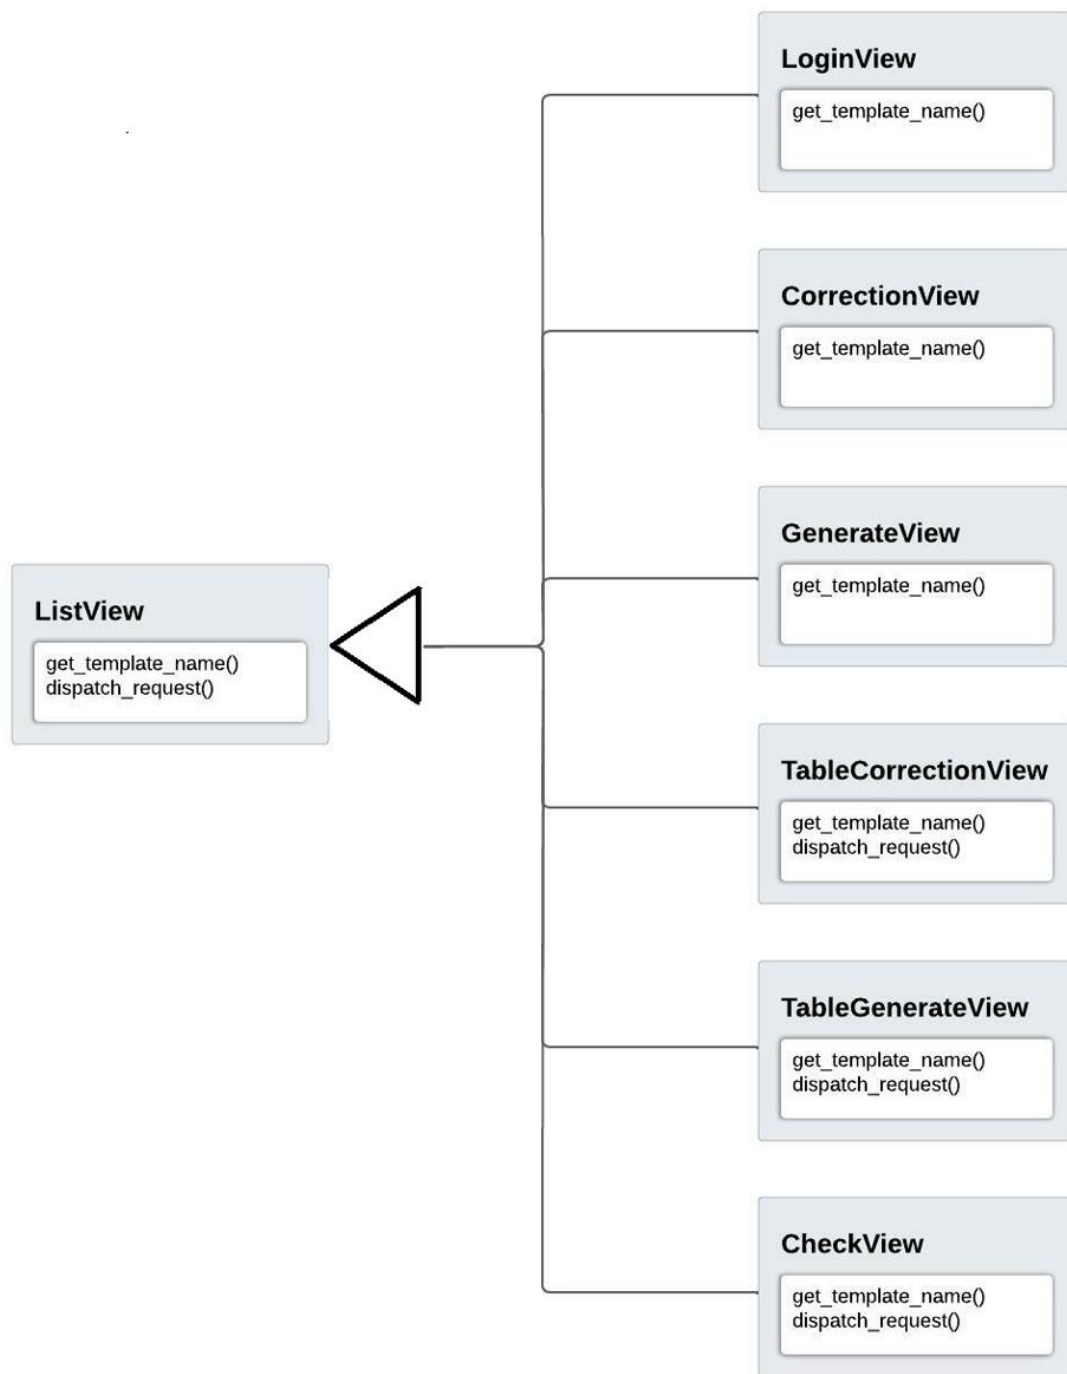 LoginView
get_template_name()
CorrectionView
get_template_name()
GenerateView
get_template_name()
ListView
get_template_name()
dispatch_request()
TableCorrectionView
get_template_name()
dispatch_request()
TableGenerateView
get_template_name()
dispatch_request()
CheckView
get_template_name()
dispatch_request()